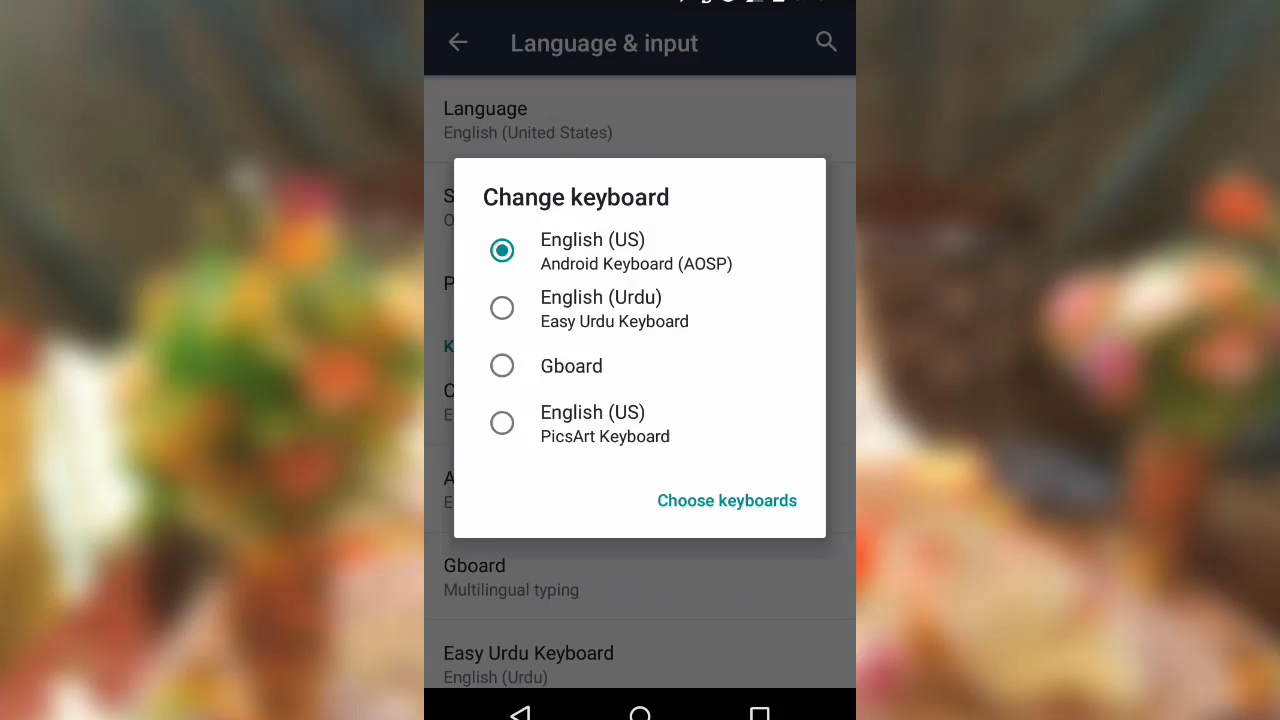 Language & input
Language
English (United States)
S
O
P
K
C
E
A
E
Change keyboard
English (US)
Android Keyboard (AOSP)
English (Urdu)
Easy Urdu Keyboard
Gboard
English (US)
PicsArt Keyboard
Choose keyboards
Gboard
Multilingual typing
Easy Urdu Keyboard
English (Urdu)